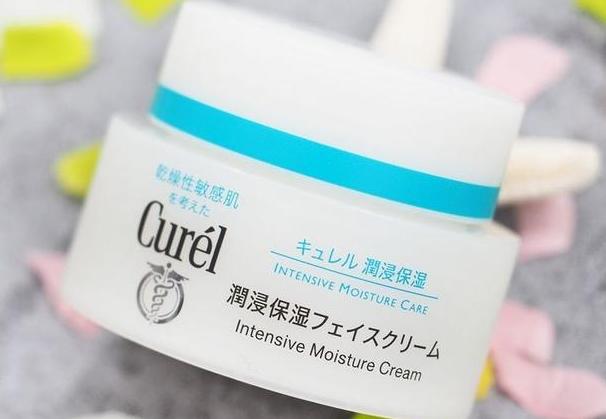 乾燥性敏感肌
を考えた
Curél
キュレル 潤浸保湿
INTENSIVE MOISTURE CARE
潤浸保湿フェイスクリーム
Intensive Moisture Cream